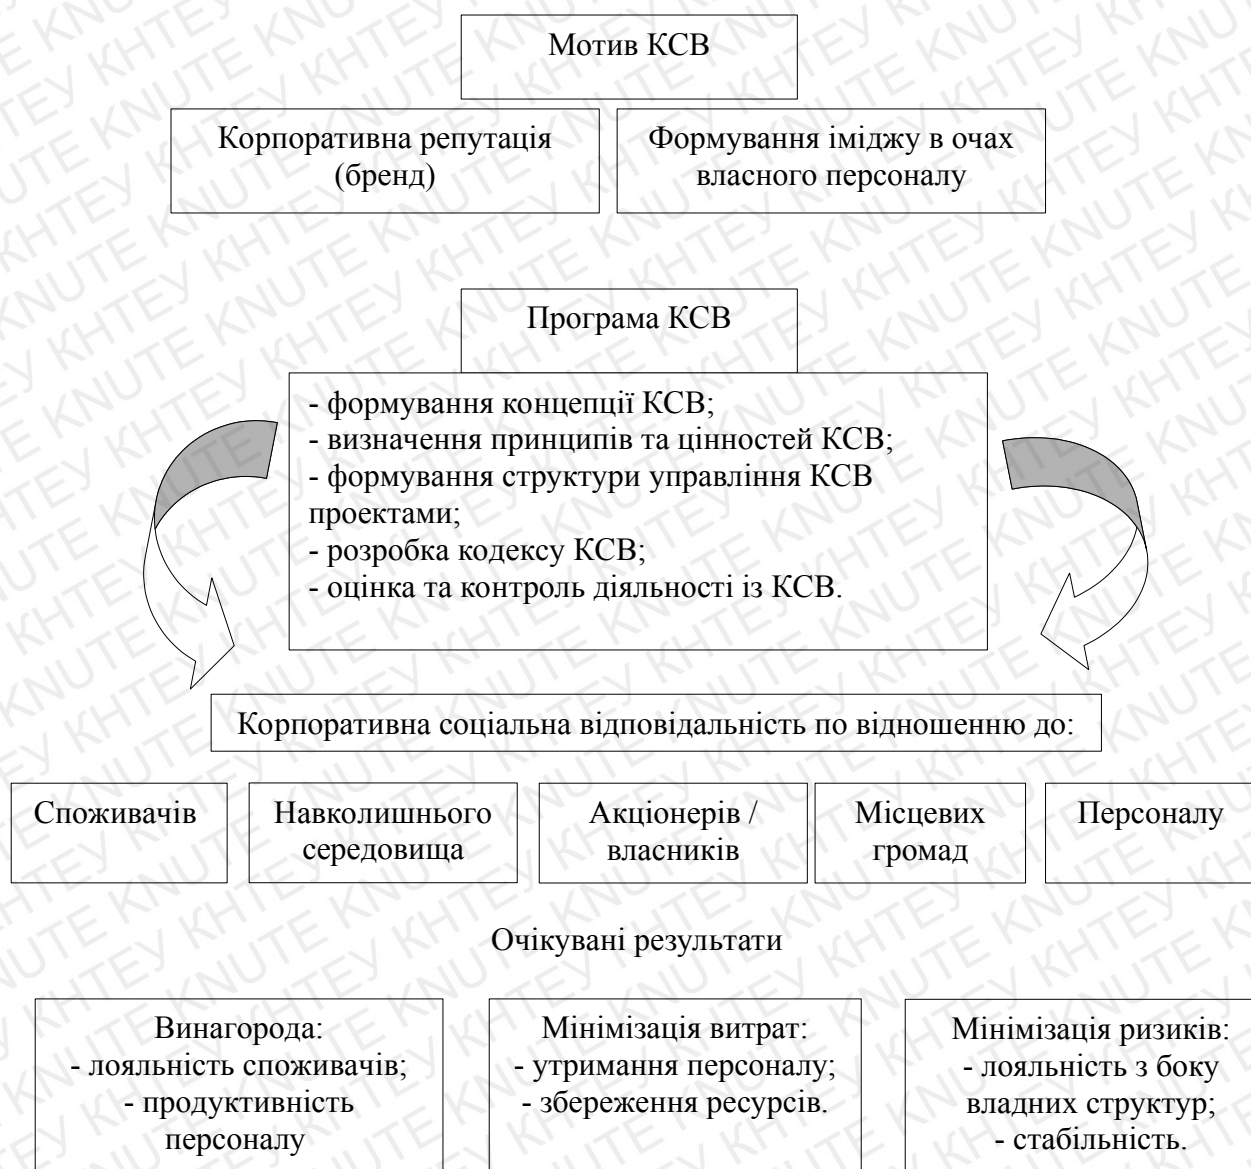 Мотив КСВ
Корпоративна репутація
(бренд)
Формування іміджу в очах
власного персоналу
Програма КСВ
- формування концепції КСВ;
- визначення принципів та цінностей КСВ;
- формування структури управління КСВ
проектами;
- розробка кодексу КСВ;
- оцінка та контроль діяльності із КСВ.
Корпоративна соціальна відповідальність по відношенню до:
Споживачів
Навколишнього
середовища
Акціонерів /
власників
Місцевих
громад
Персоналу
Очікувані результати
Винагорода:
- лояльність споживачів;
- продуктивність
персоналу
Мінімізація витрат:
- утримання персоналу;
- збереження ресурсів.
Мінімізація ризиків:
- лояльність з боку
владних структур;
- стабільність.